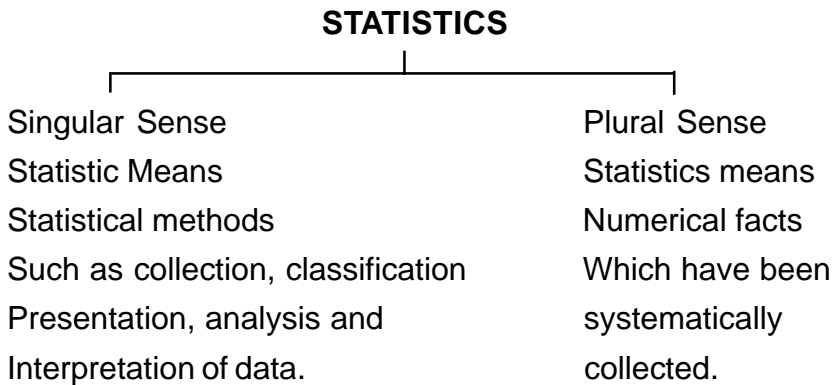 STATISTICS
Singular Sense
Statistic Means
Statistical methods
Such as collection, classification
Presentation, analysis and
Interpretation of data.
Plural Sense
Statistics means
Numerical facts
Which have been
systematically
collected.